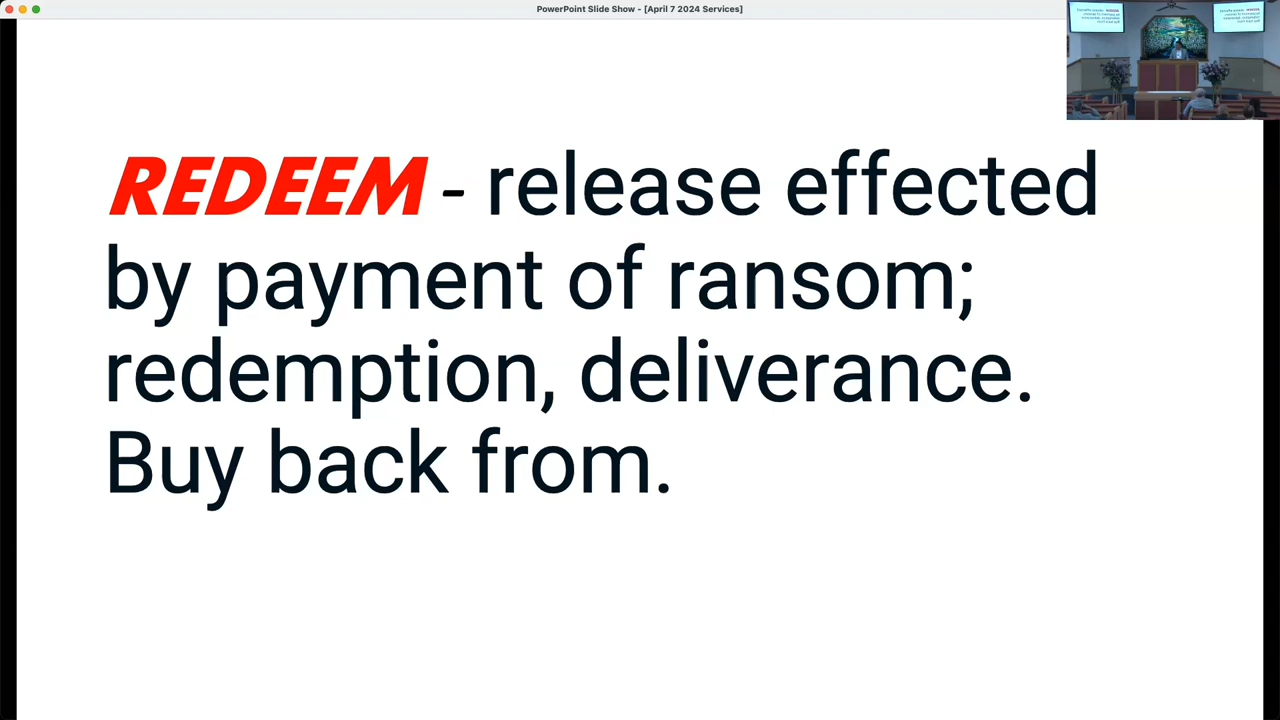 PowerPoint Slide Show - [April 7 2024 Services]
REDEEM - release effected
by payment of ransom;
redemption, deliverance.
Buy back from.